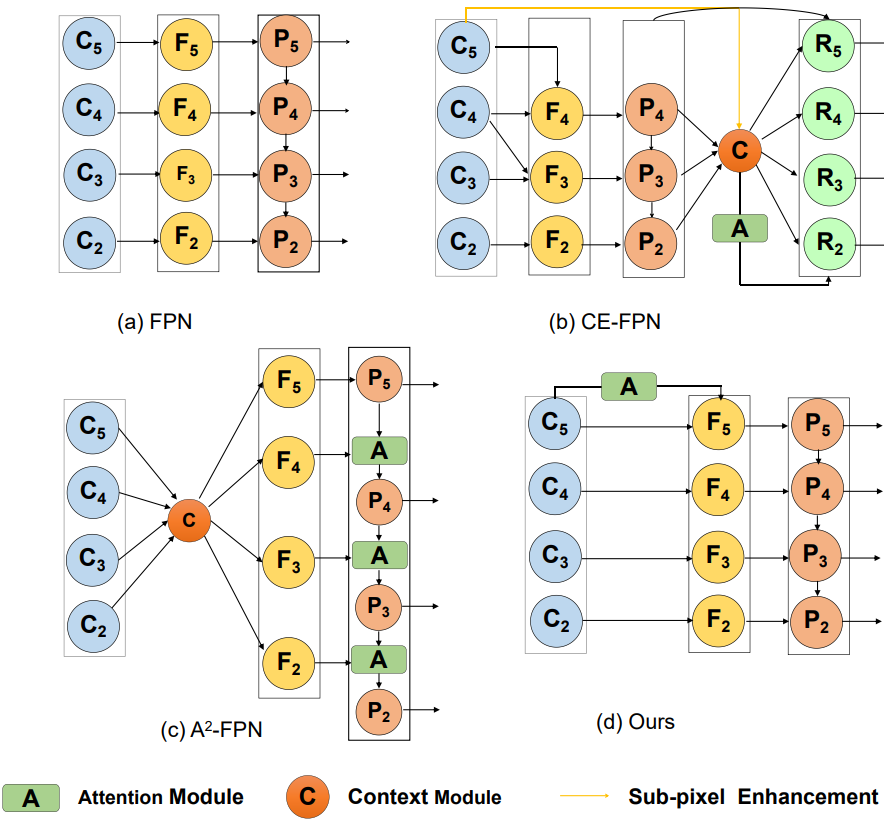 C5 F5 P5
C4 F4 P4
C3 F3 P3
C2 F2 P2
(a) FPN
C5 R5
C4 F4 P4 R4
C
C3 F3 P3 R3
A
C2 F2 P2 R2
(b) CE-FPN
F5 P5
C5
A
F4
C4 P4
C
C3 F3 A
P3
C2
F2 A
P2
(c) A²-FPN
A
C5 F5 P5
C4 F4 P4
C3 F3 P3
C2 F2 P2
(d) Ours
A Attention Module C Context Module Sub-pixel Enhancement